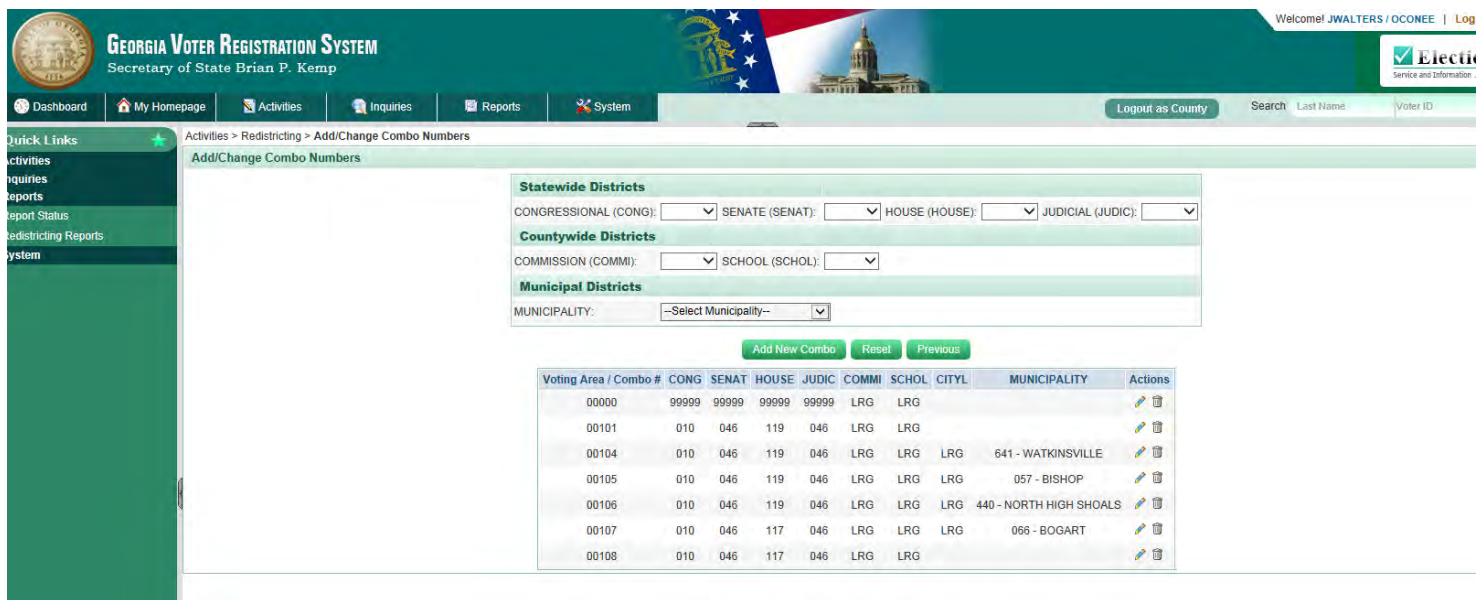 Welcome! JWALTERS / OCONEE | Log
GEORGIA VOTER REGISTRATION SYSTEM
Secretary of State Brian P. Kemp
Electio
Service and Information
Dashboard My Homepage Activities Inquiries Reports System Logout as County Search Last Name Voter ID
Quick Links
Activities > Redistricting > Add/Change Combo Numbers
Add/Change Combo Numbers
ctivities
nquiries
eports
eport Status
edistricting Reports
ystem
Statewide Districts
CONGRESSIONAL (CONG): SENATE (SENAT): HOUSE (HOUSE): JUDICIAL (JUDIC):
Countywide Districts
COMMISSION (COMMI): SCHOOL (SCHOL):
Municipal Districts
MUNICIPALITY: --Select Municipality--
Add New Combo Reset Previous
Voting Area / Combo # CONG SENAT HOUSE JUDIC COMMI SCHOL CITYL MUNICIPALITY Actions
00000 99999 99999 99999 99999 LRG LRG
00101 010 046 119 046 LRG LRG
00104 010 046 119 046 LRG LRG LRG 641 - WATKINSVILLE
00105 010 046 119 046 LRG LRG LRG 057 - BISHOP
00106 010 046 119 046 LRG LRG LRG 440 - NORTH HIGH SHOALS
00107 010 046 117 046 LRG LRG LRG 066 - BOGART
00108 010 046 117 046 LRG LRG